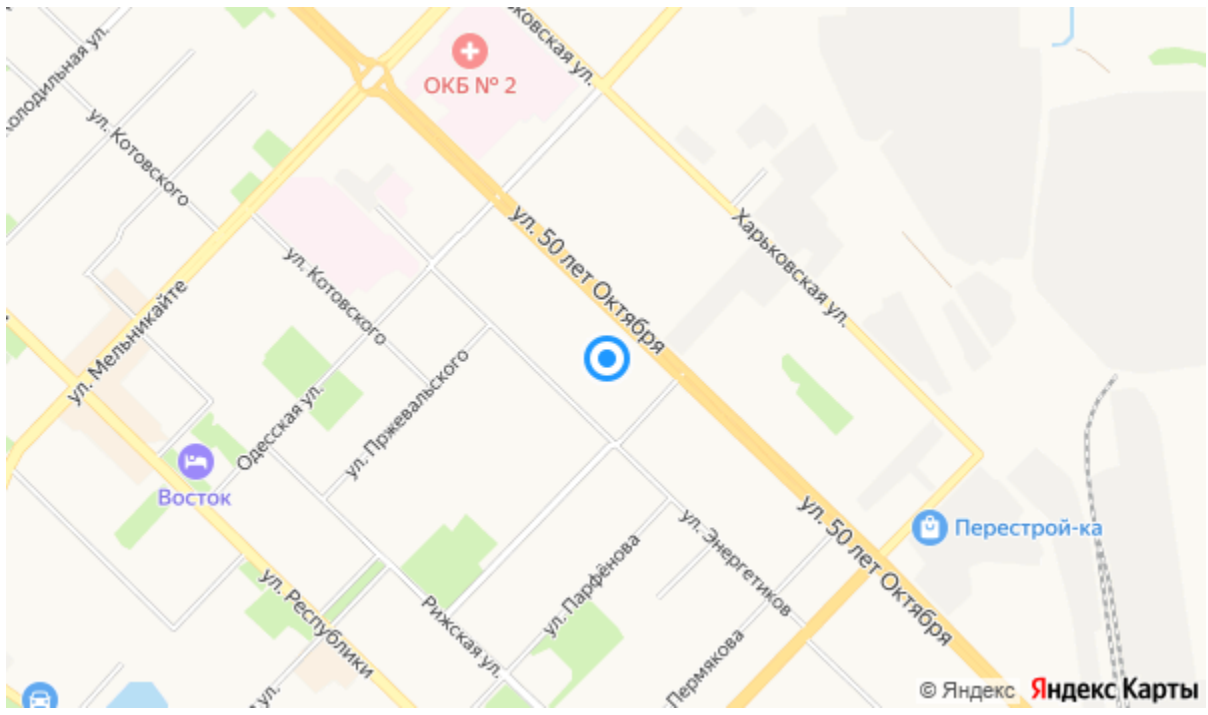 ковская ул.
ОКБ № 2
Холодильная ул.
ул. Котовского
ул. 50 лет Октября
Харьковская ул.
ул. Котовского
ул. Мельникайте
ул. Пржевальского
Одесская ул.
Восток
ул. 50 лет Октября
Перестрой-ка
ул. Энергетиков
ул. Парфёнова
ул. Республики
Рижская ул.
Пермякова
ул.
© Яндекс Яндекс Карты